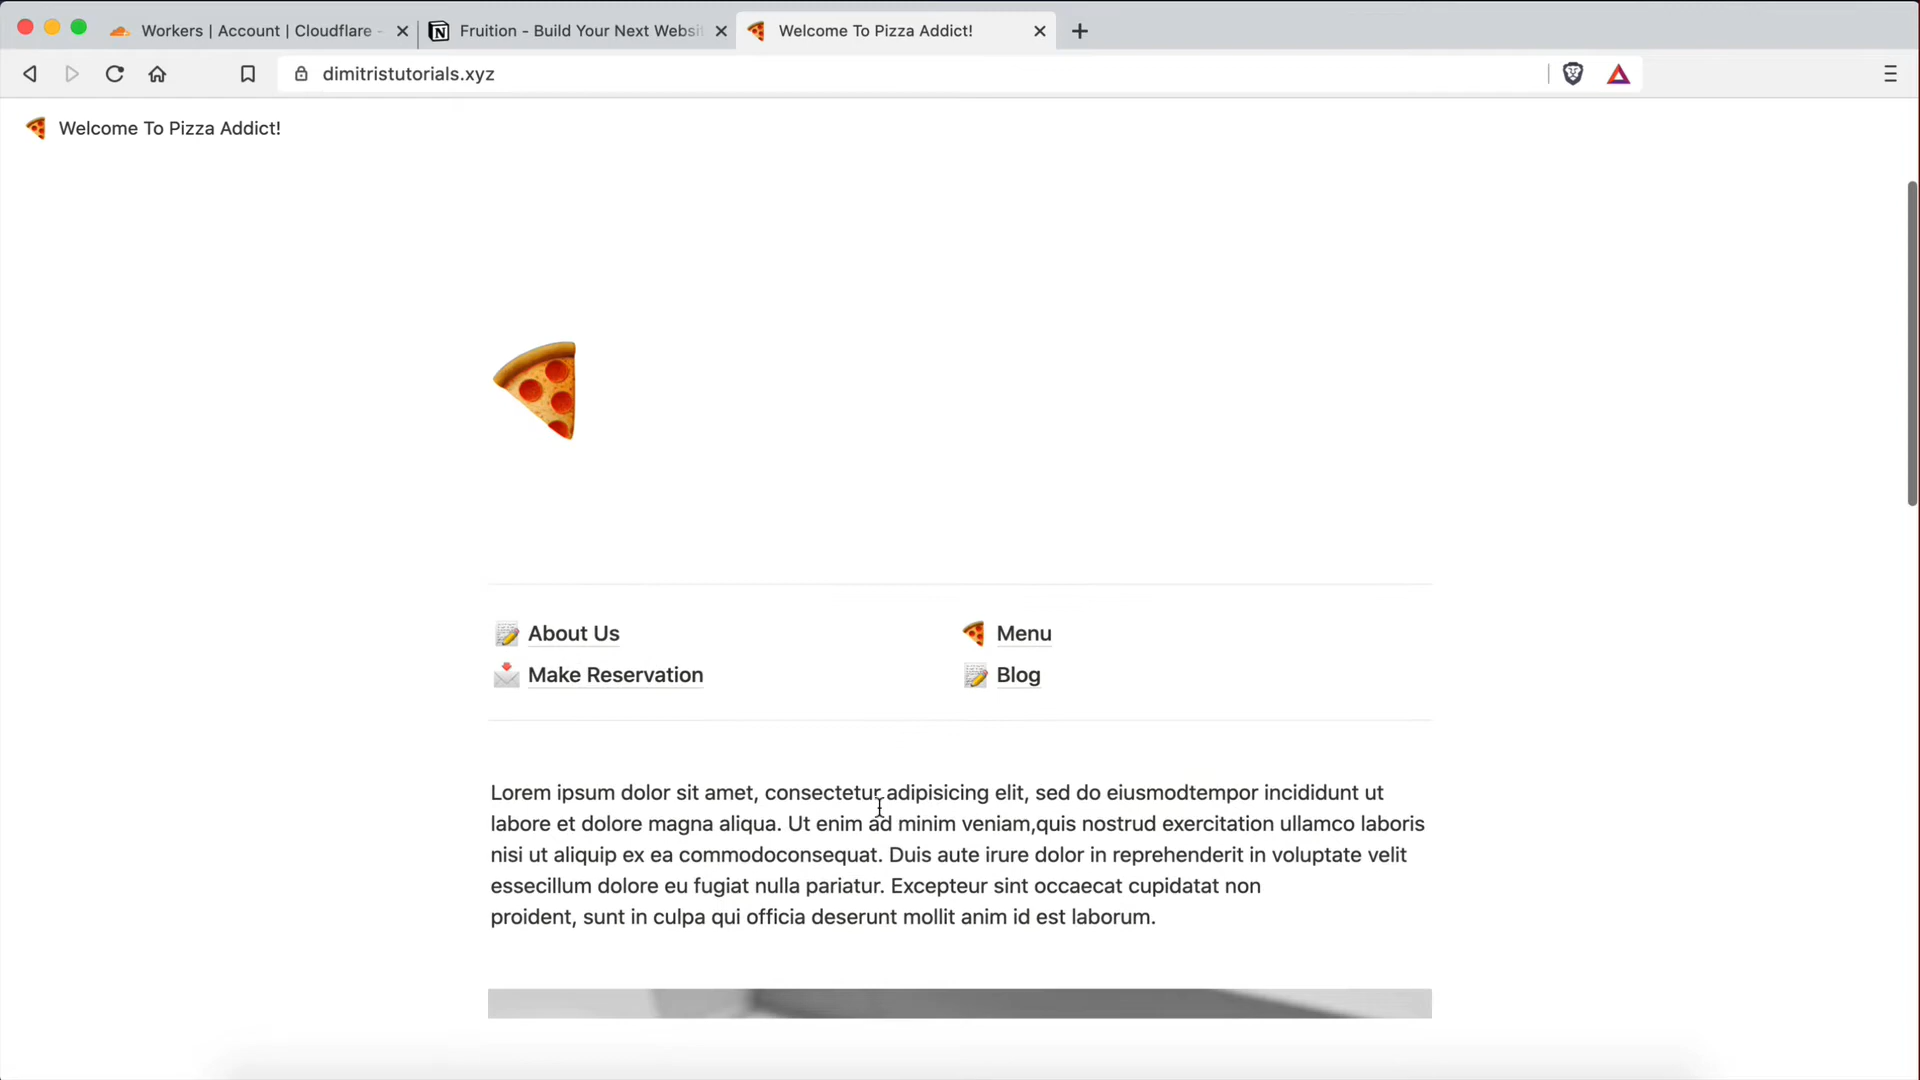 Workers | Account | Cloudflare -
Fruition - Build Your Next Websi
Welcome To Pizza Addict!
dimitristutorials.xyz
Welcome To Pizza Addict!
About Us
Menu
Make Reservation
Blog
Lorem ipsum dolor sit amet, consectetur adipisicing elit, sed do eiusmodtempor incididunt ut
labore et dolore magna aliqua. Ut enim ad minim veniam,quis nostrud exercitation ullamco laboris
nisi ut aliquip ex ea commodoconsequat. Duis aute irure dolor in reprehenderit in voluptate velit
essecillum dolore eu fugiat nulla pariatur. Excepteur sint occaecat cupidatat non
proident, sunt in culpa qui officia deserunt mollit anim id est laborum.